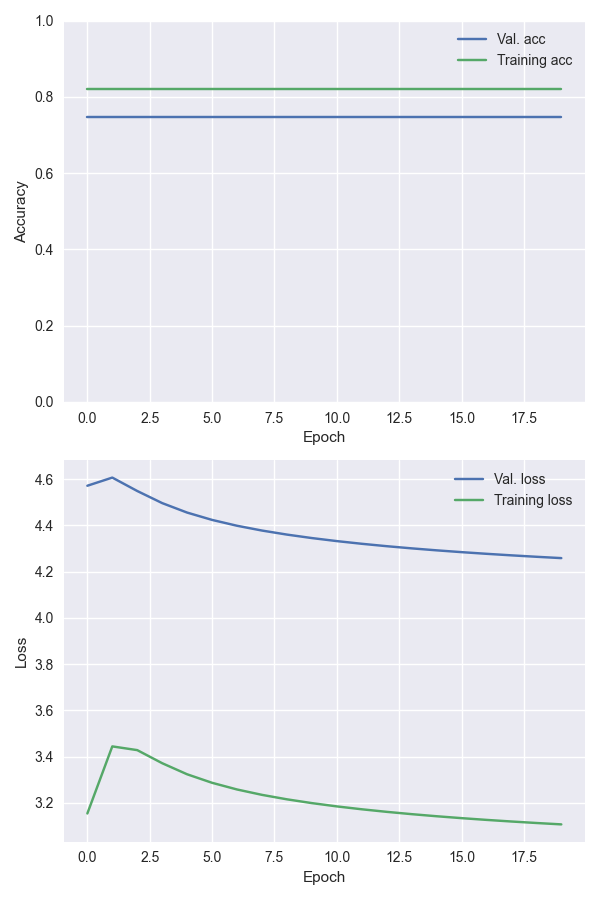 1.0
Val. acc
Training acc
0.8
0.6
Accuracy
0.4
0.2
0.0
0.0 2.5 5.0 7.5 10.0 12.5 15.0 17.5
Epoch
4.6
Val. loss
Training loss
4.4
4.2
4.0
3.8
Loss
3.6
3.4
3.2
0.0 2.5 5.0 7.5 10.0 12.5 15.0 17.5
Epoch